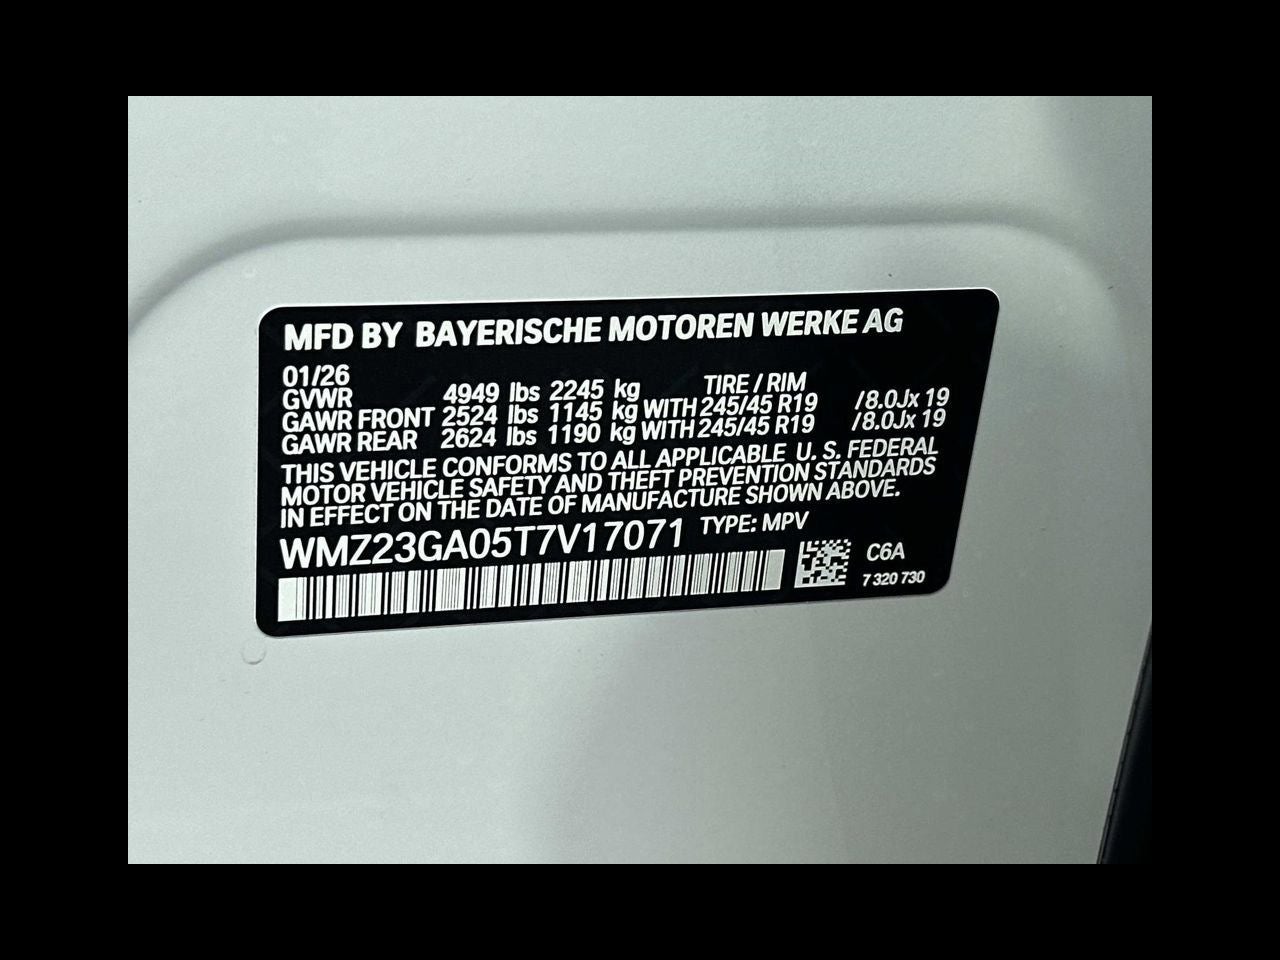 MFD BY BAYERISCHE MOTOREN WERKE AG
01/26 TIRE / RIM
GVWR 4949 lbs 2245 kg
GAWR FRONT 2524 lbs 1145 kg WITH 245/45 R19 /8.0Jx 19
GAWR REAR 2624 lbs 1190 kg WITH 245/45 R19 /8.0Jx 19
THIS VEHICLE CONFORMS TO ALL APPLICABLE U. S. FEDERAL
MOTOR VEHICLE SAFETY AND THEFT PREVENTION STANDARDS
IN EFFECT ON THE DATE OF MANUFACTURE SHOWN ABOVE.
WMZ23GA05T7V17071 TYPE: MPV
C6A
7 320 730